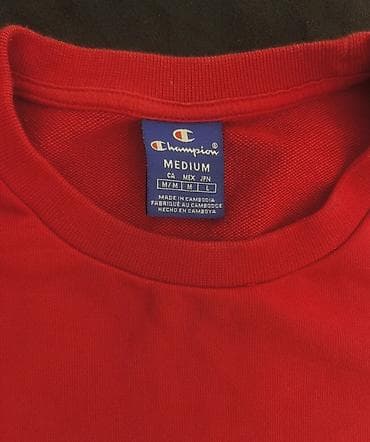 Champion®
MEDIUM
CA MEX JPN
M/M M L
MADE IN CAMBODIA
FABRIQUÉ AU CAMBODGE
HECHO EN CAMBOYA